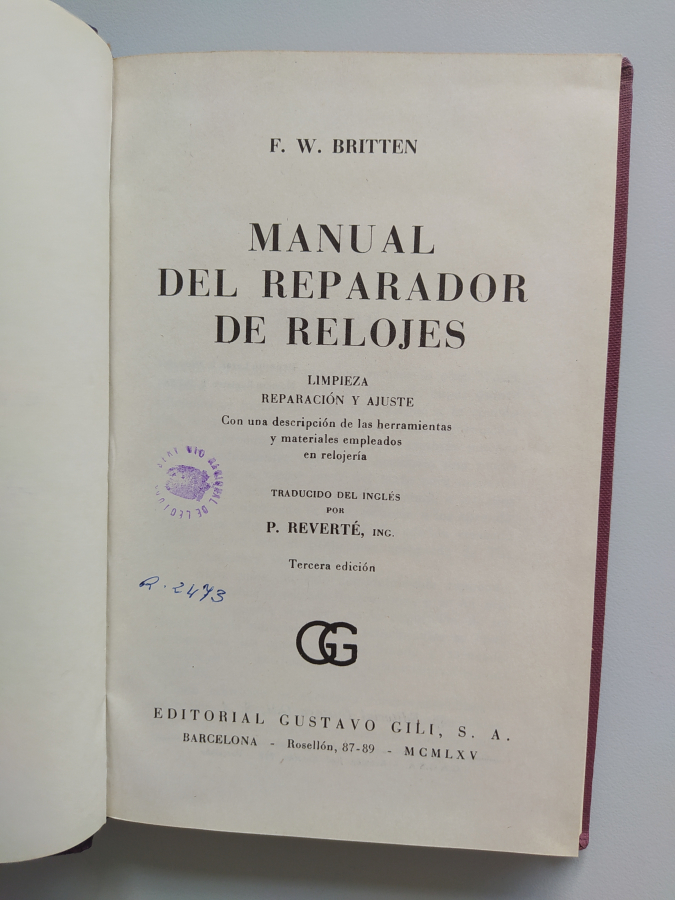 F. W. BRITTEN
MANUAL
DEL REPARADOR
DE RELOJES
LIMPIEZA
REPARACIÓN Y AJUSTE
Con una descripción de las herramientas
y materiales empleados
en relojería
TRADUCIDO DEL INGLÉS
POR
P. REVERTÉ, ING.
Tercera edición
R. 2473
GG
EDITORIAL GUSTAVO GILI, S. A.
BARCELONA - Rosellón, 87-89 - MCMLXV